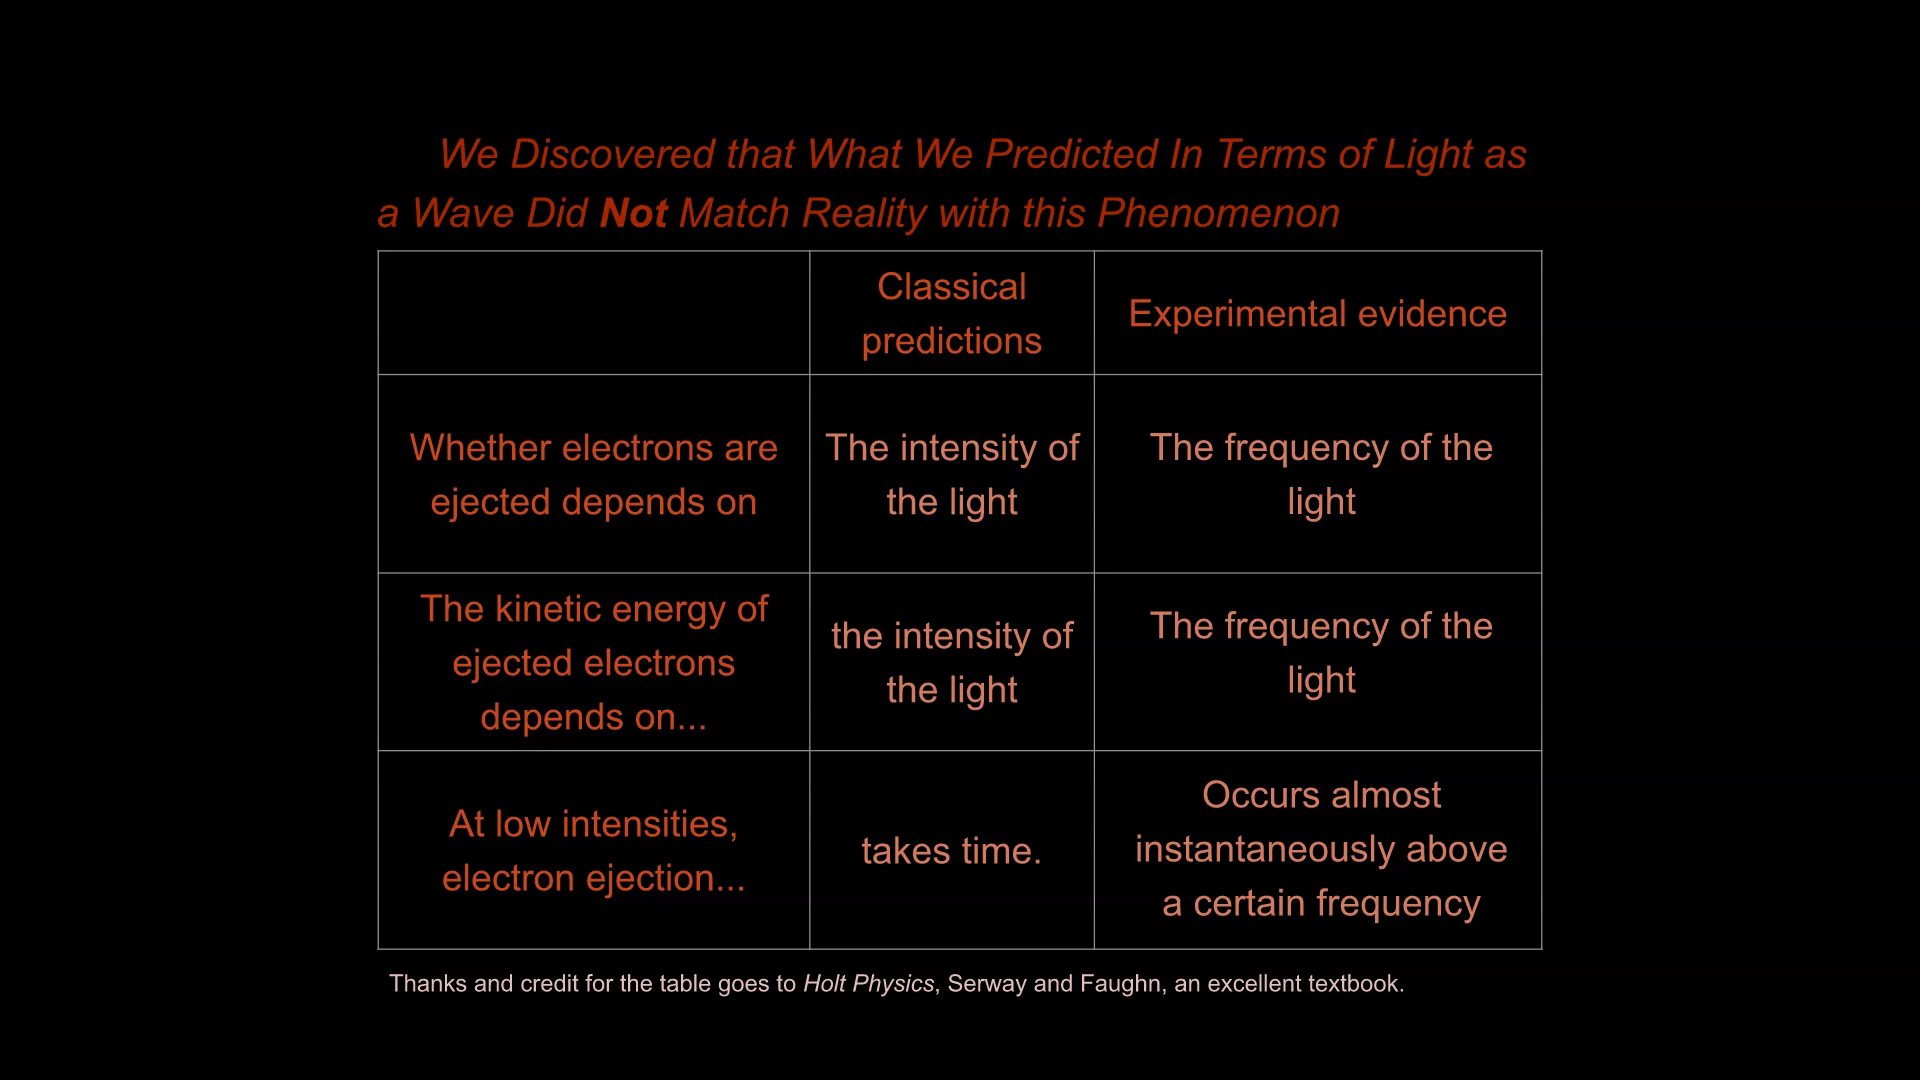 We Discovered that What We Predicted In Terms of Light as
a Wave Did Not Match Reality with this Phenomenon
Classical
predictions
Experimental evidence
Whether electrons are
ejected depends on
The intensity of
the light
The frequency of the
light
The kinetic energy of
ejected electrons
depends on...
the intensity of
the light
The frequency of the
light
At low intensities,
electron ejection...
takes time.
Occurs almost
instantaneously above
a certain frequency
Thanks and credit for the table goes to Holt Physics, Serway and Faughn, an excellent textbook.